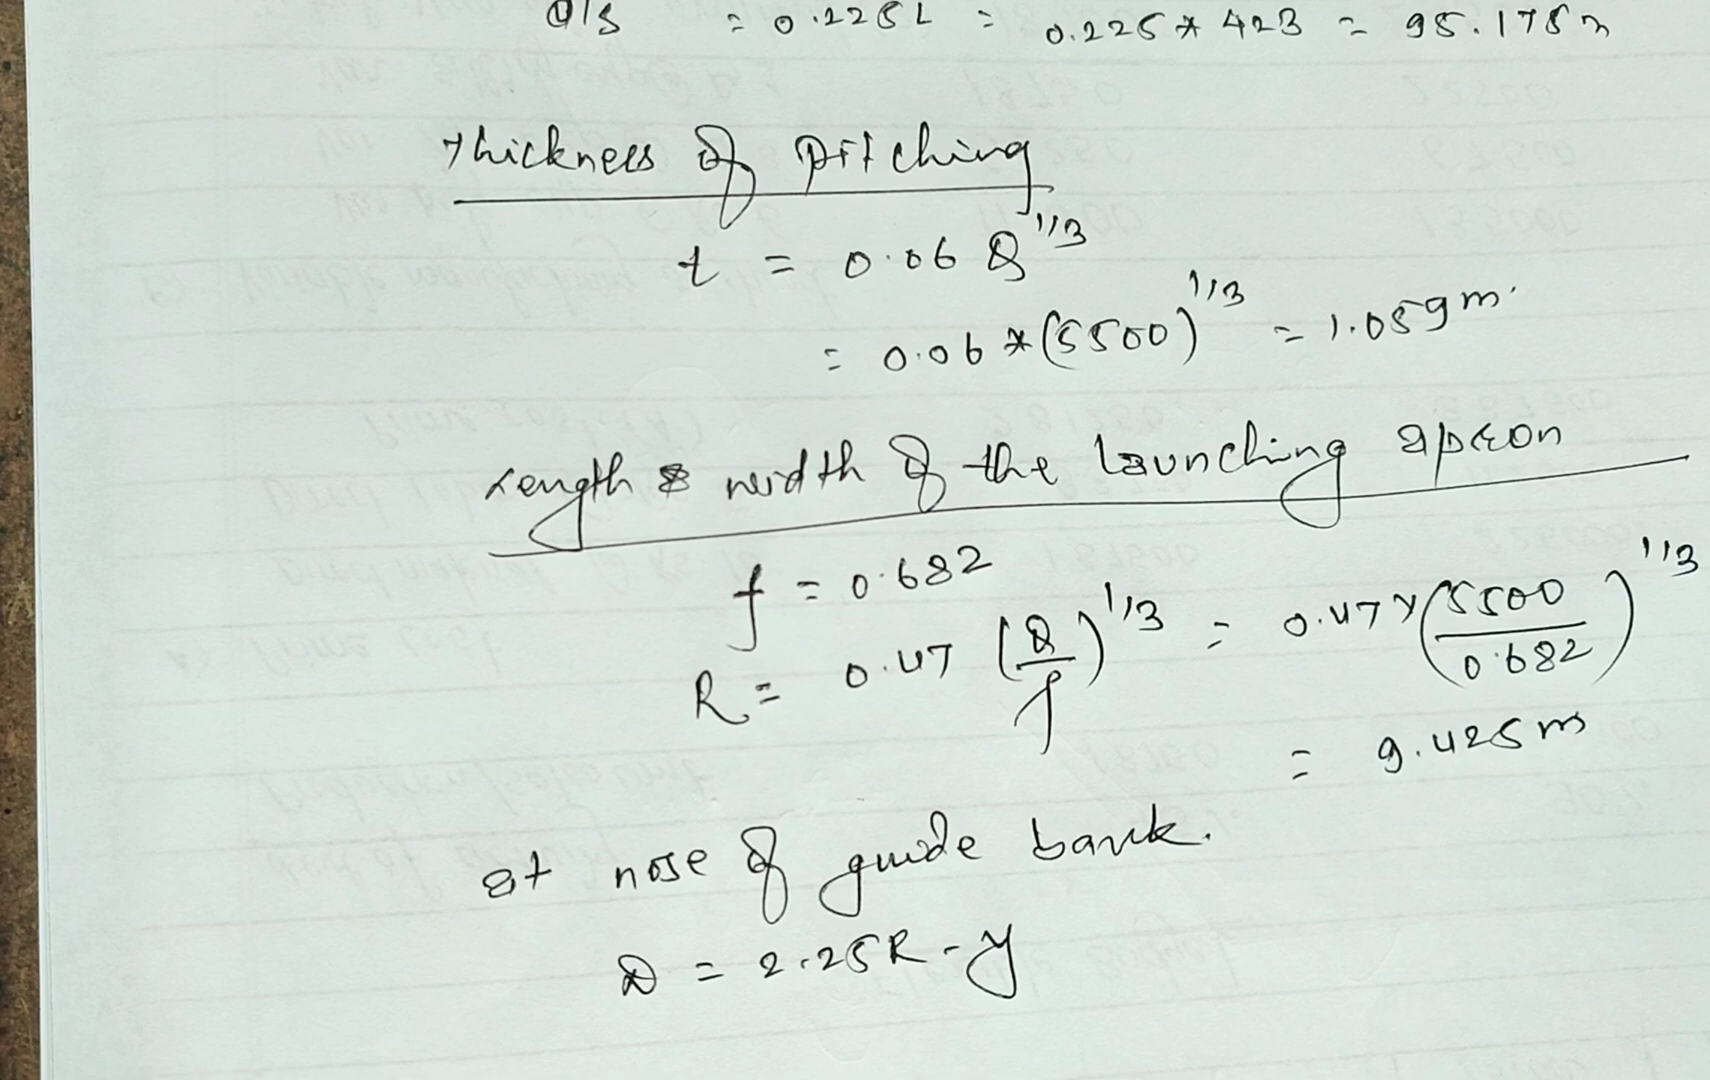 D/S = 0.225L = 0.225 * 423 = 95.175m
Thickness of pitching
t = 0.06 Q^1/3
= 0.06 * (5500)^1/3 = 1.059m.
Length & width of the launching apron
f = 0.682
R = 0.47 (Q/f)^1/3 = 0.47 × (5500/0.682)^1/3
= 9.425m
at nose of guide bank.
D = 2.25R - y